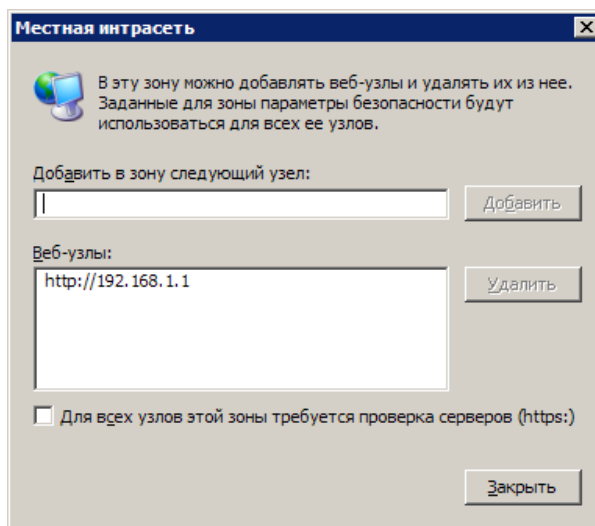 Местная интрасеть
В эту зону можно добавлять веб-узлы и удалять их из нее.
Заданные для зоны параметры безопасности будут
использоваться для всех ее узлов.
Добавить в зону следующий узел:
Добавить
Веб-узлы:
http://192.168.1.1
Удалить
Для всех узлов этой зоны требуется проверка серверов (https:)
Закрыть